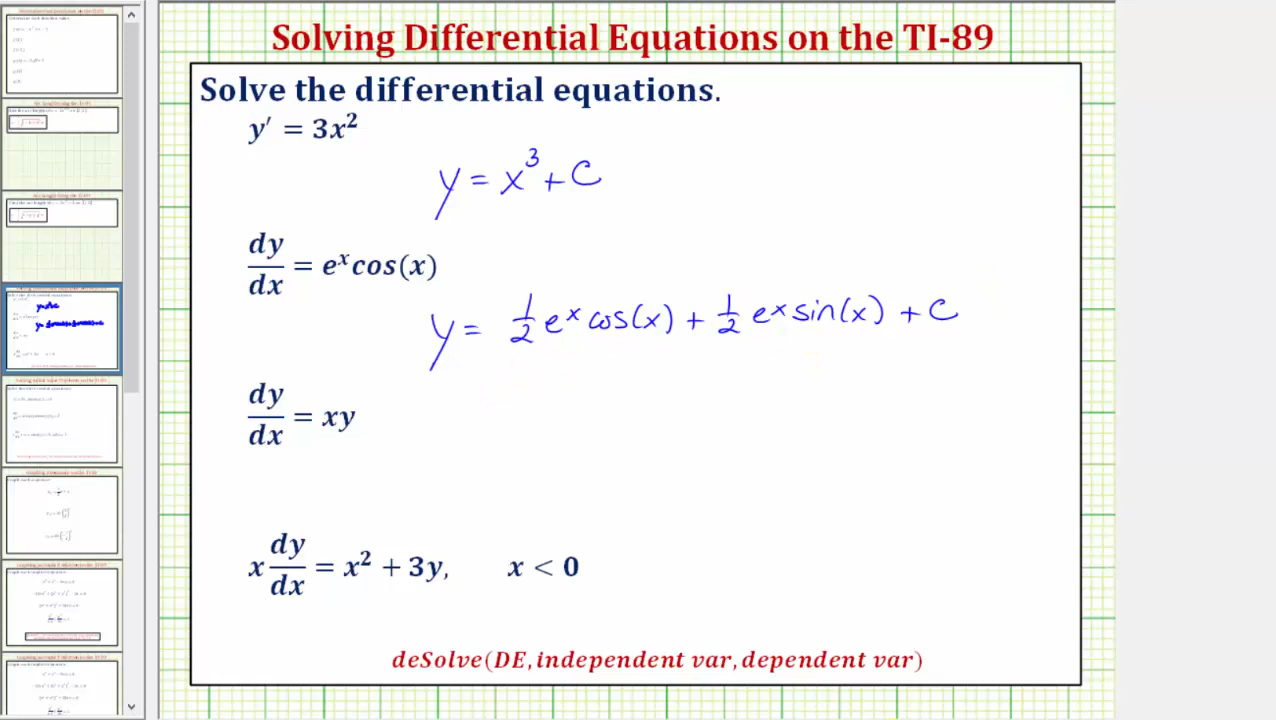 Solving Differential Equations on the TI-89
Solve the differential equations.
y′ = 3x²
y = x³ + C
dy/dx = eˣcos(x)
y = 1/2 eˣ cos(x) + 1/2 eˣ sin(x) + C
dy/dx = xy
x dy/dx = x² + 3y, x < 0
deSolve(DE, independent var, dependent var)